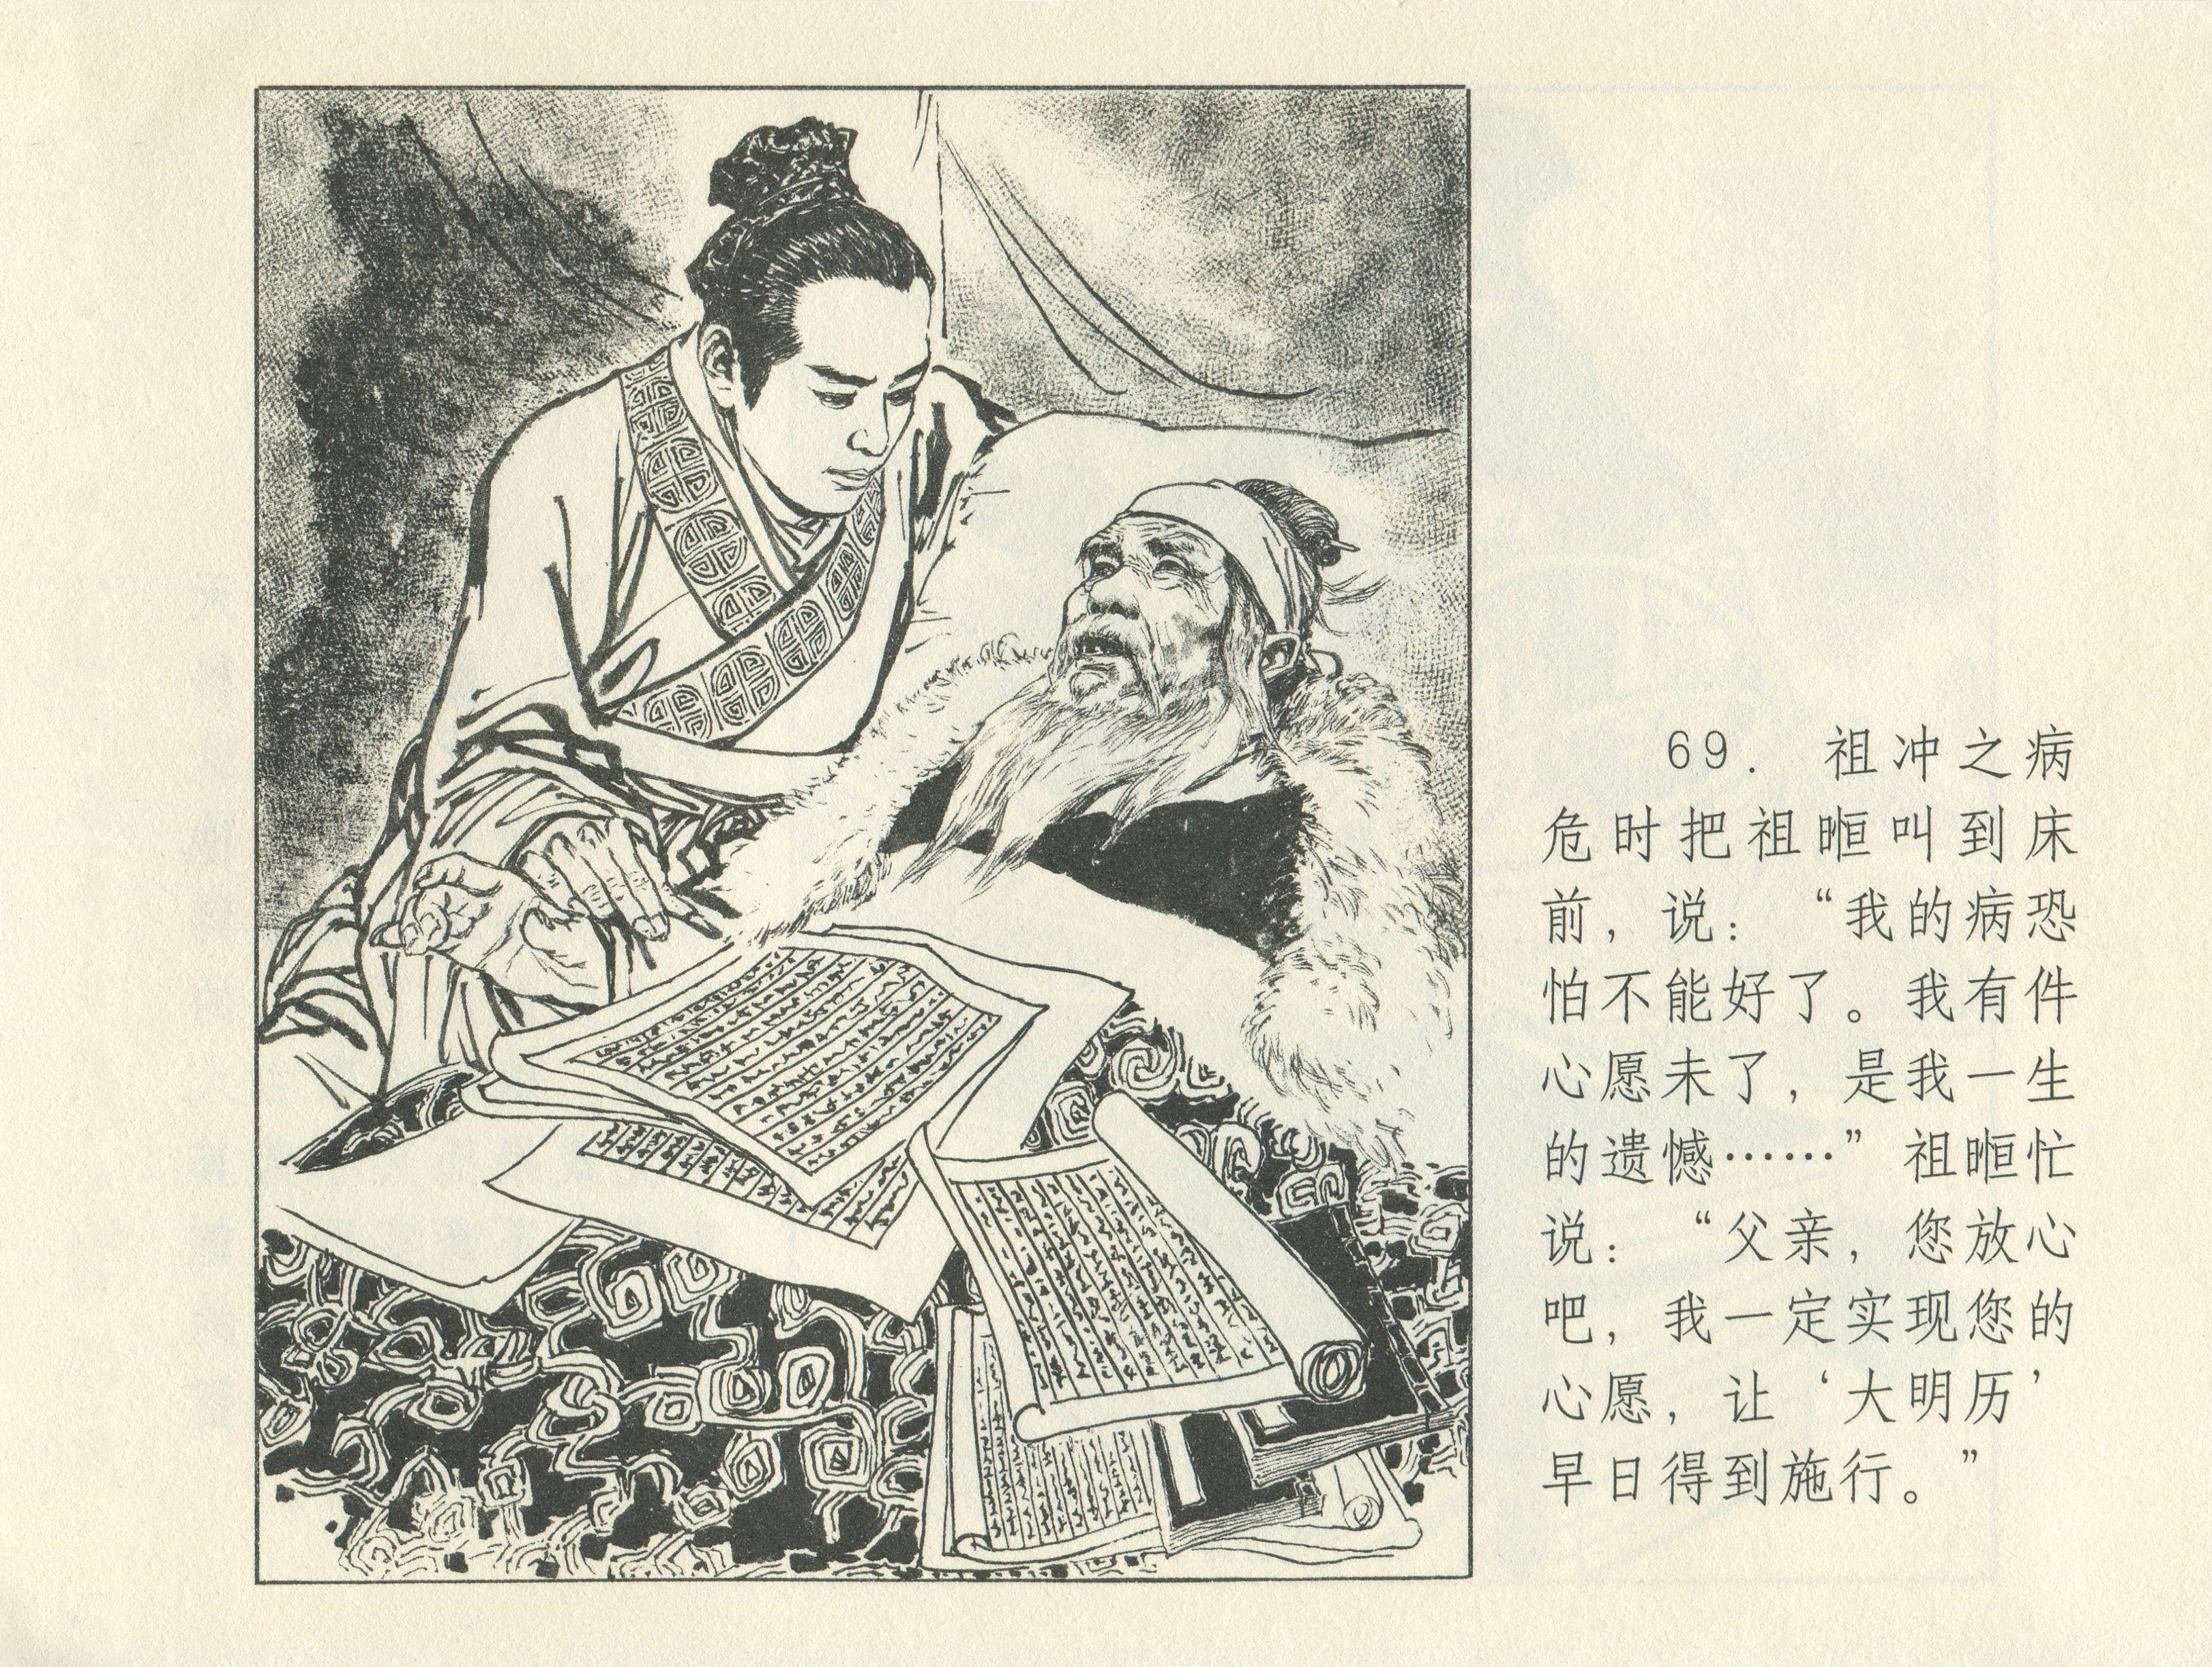 69. 祖冲之病
危时把祖暅叫到床
前，说：“我的病恐
怕不能好了。我有件
心愿未了，是我一生
的遗憾……”祖暅忙
说：“父亲，您放心
吧，我一定实现您的
心愿，让‘大明历’
早日得到施行。”